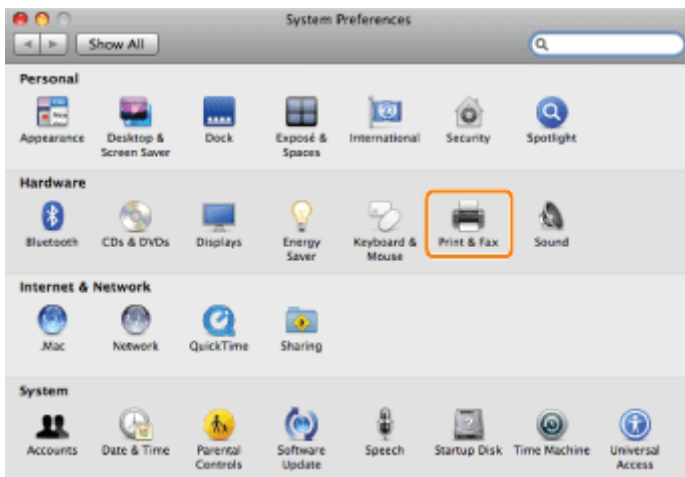 System Preferences
Show All
Personal
Appearance
Desktop &
Screen Saver
Dock
Exposé &
Spaces
International
Security
Spotlight
Hardware
Bluetooth
CDs & DVDs
Displays
Energy
Saver
Keyboard &
Mouse
Print & Fax
Sound
Internet & Network
.Mac
Network
QuickTime
Sharing
System
Accounts
Date & Time
Parental
Controls
Software
Update
Speech
Startup Disk
Time Machine
Universal
Access